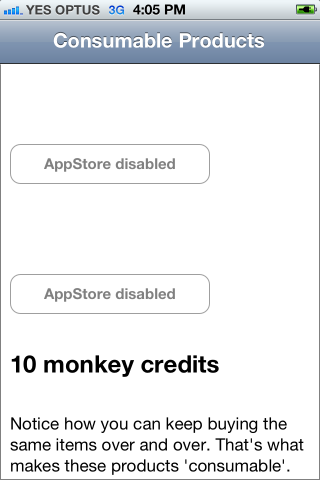 YES OPTUS 3G 4:05 PM
Consumable Products
AppStore disabled
AppStore disabled
10 monkey credits
Notice how you can keep buying the
same items over and over. That's what
makes these products 'consumable'.